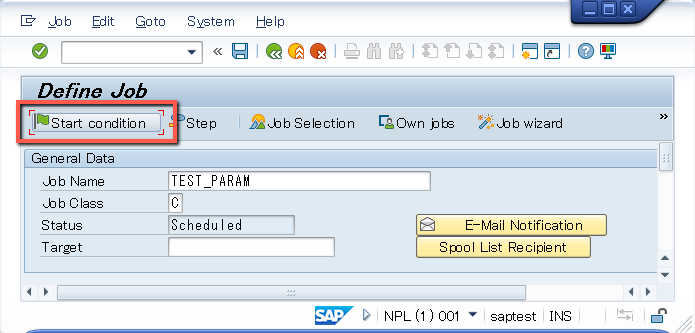 Job Edit Goto System Help
«
Define Job
Start condition Step Job Selection Own jobs Job wizard »
General Data
Job Name TEST_PARAM
Job Class C
Status Scheduled E-Mail Notification
Target Spool List Recipient
SAP NPL (1) 001 saptest INS